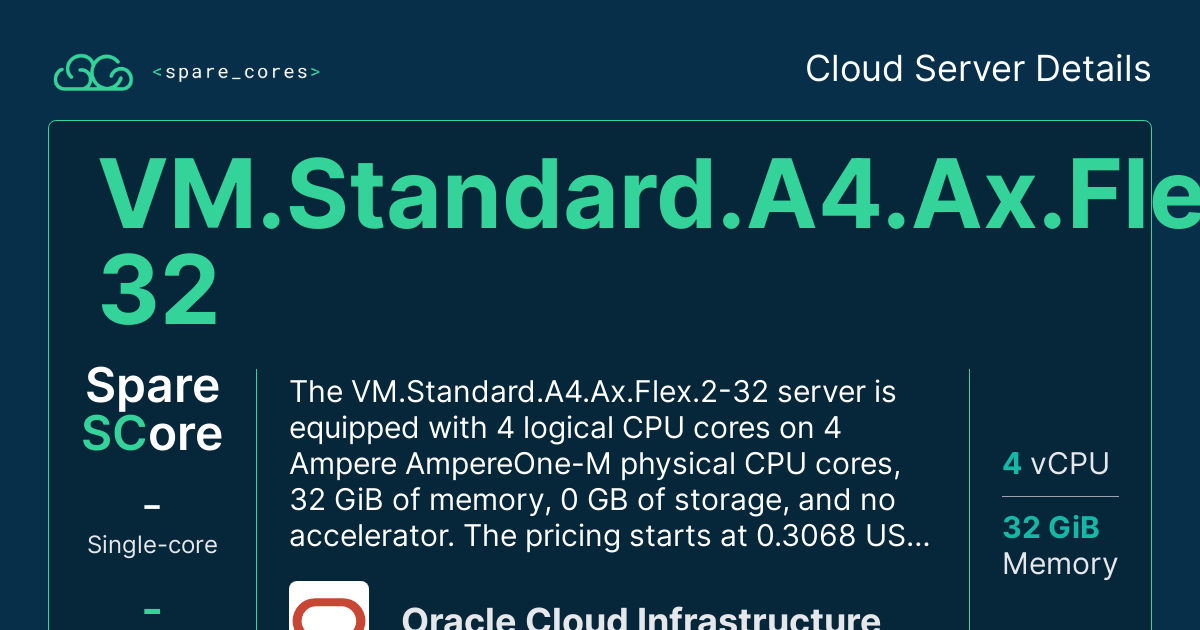 <spare_cores>
Cloud Server Details
VM.Standard.A4.Ax.Fle
32
Spare
SCore
–
Single-core
–
The VM.Standard.A4.Ax.Flex.2-32 server is
equipped with 4 logical CPU cores on 4
Ampere AmpereOne-M physical CPU cores,
32 GiB of memory, 0 GB of storage, and no
accelerator. The pricing starts at 0.3068 US...
Oracle Cloud Infrastructure
4 vCPU
32 GiB
Memory